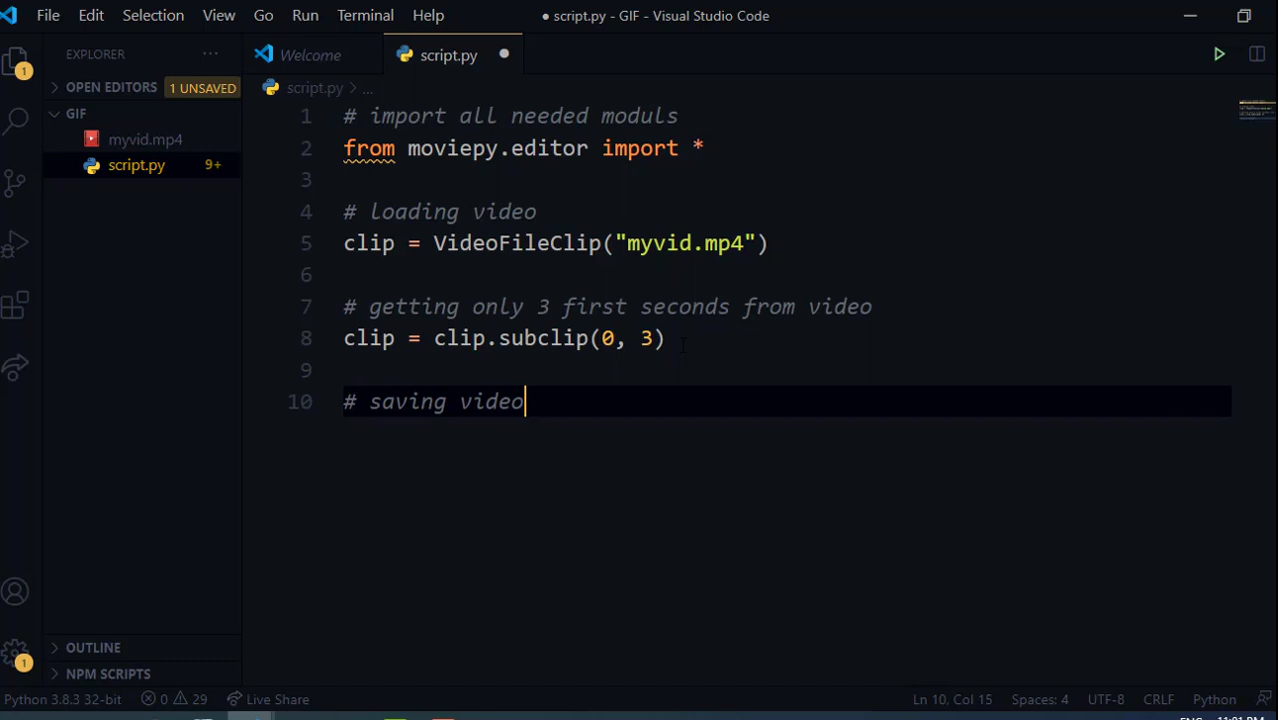 File Edit Selection View Go Run Terminal Help ● script.py - GIF - Visual Studio Code
EXPLORER ···
OPEN EDITORS 1 UNSAVED
GIF
myvid.mp4
script.py 9+
OUTLINE
NPM SCRIPTS
1
1
Welcome script.py
script.py > ...
1 # import all needed moduls
2 from moviepy.editor import *
3
4 # loading video
5 clip = VideoFileClip("myvid.mp4")
6
7 # getting only 3 first seconds from video
8 clip = clip.subclip(0, 3)
9
10 # saving video
Python 3.8.3 32-bit 0 29 Live Share Ln 10, Col 15 Spaces: 4 UTF-8 CRLF Python